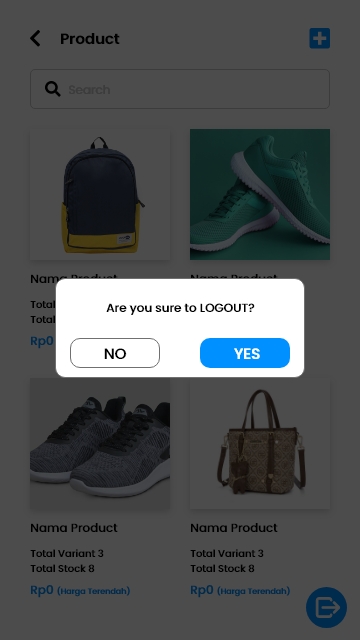 Product
Search
Nama Product Nama Product
Total
Total
Rp0
Are you sure to LOGOUT?
NO YES
Nama Product Nama Product
Total Variant 3 Total Variant 3
Total Stock 8 Total Stock 8
Rp0 (Harga Terendah) Rp0 (Harga Terendah)